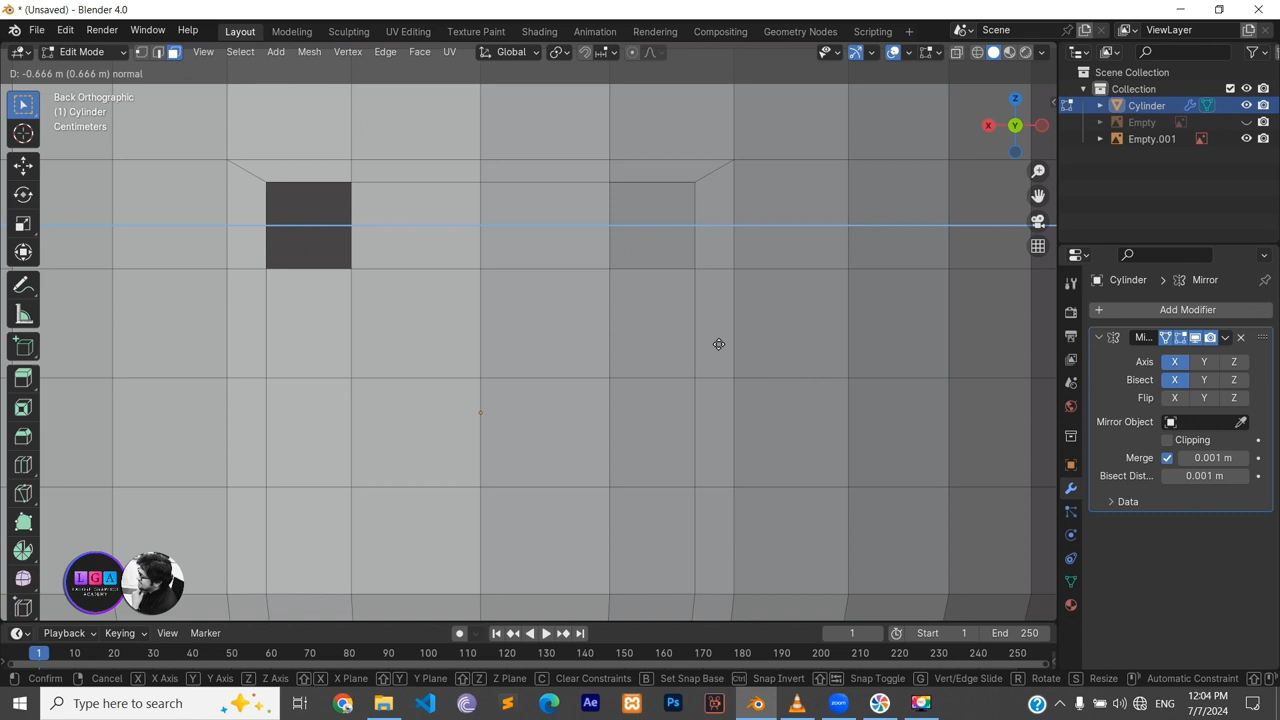 * (Unsaved) - Blender 4.0
File Edit Render Window Help Layout Modeling Sculpting UV Editing Texture Paint Shading Animation Rendering Compositing Geometry Nodes Scripting + Scene ViewLayer
Edit Mode View Select Add Mesh Vertex Edge Face UV Global
D: -0.666 m (0.666 m) normal
Scene Collection
Back Orthographic
(1) Cylinder
Centimeters
Z
X
Y
Collection
Cylinder
Empty
Empty.001
Cylinder > Mirror
+ Add Modifier
Mi...
Axis X Y Z
Bisect X Y Z
Flip X Y Z
Mirror Object
Clipping
Merge 0.001 m
Bisect Dist... 0.001 m
Data
LGA
Playback Keying View Marker 1 Start 1 End 250
1 10 20 30 40 50 60 70 80 90 100 110 120 130 140 150 160 170 180 190 200 210 220 230 240 250
Confirm Cancel X X Axis Y Y Axis Z Z Axis X X Plane Y Y Plane Z Z Plane C Clear Constraints B Set Snap Base Snap Invert Snap Toggle G Vert/Edge Slide R Rotate S Resize Automatic Constraint
Type here to search
Ae
Ps
zoom
ENG
12:04 PM
7/7/2024